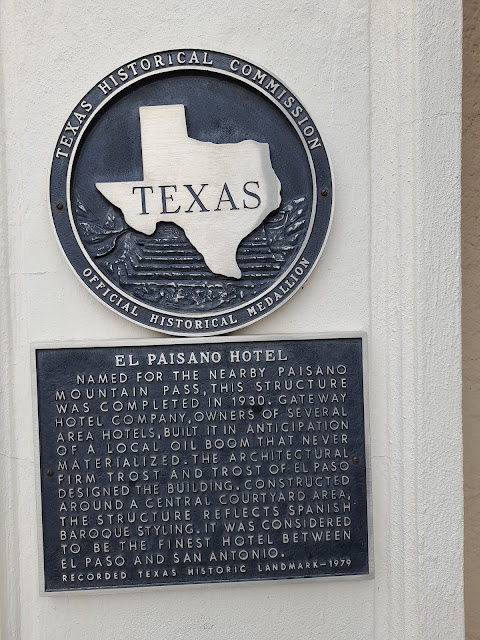 TEXAS HISTORICAL COMMISSION
TEXAS
OFFICIAL HISTORICAL MEDALLION
EL PAISANO HOTEL
NAMED FOR THE NEARBY PAISANO
MOUNTAIN PASS, THIS STRUCTURE
WAS COMPLETED IN 1930. GATEWAY
HOTEL COMPANY, OWNERS OF SEVERAL
AREA HOTELS, BUILT IT IN ANTICIPATION
OF A LOCAL OIL BOOM THAT NEVER
MATERIALIZED. THE ARCHITECTURAL
FIRM TROST AND TROST OF EL PASO
DESIGNED THE BUILDING. CONSTRUCTED
AROUND A CENTRAL COURTYARD AREA,
THE STRUCTURE REFLECTS SPANISH
BAROQUE STYLING. IT WAS CONSIDERED
TO BE THE FINEST HOTEL BETWEEN
EL PASO AND SAN ANTONIO.
RECORDED TEXAS HISTORIC LANDMARK-1979